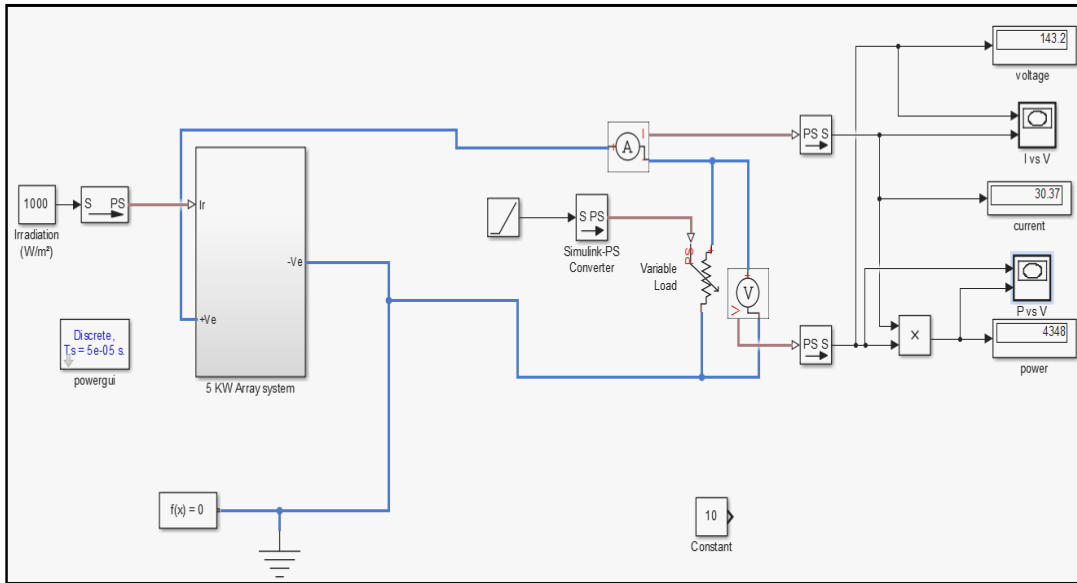 143.2
voltage
I vs V
30.37
current
P vs V
4348
power
×
PS S
PS S
A
I
+
1000
S PS
Irradiation
(W/m²)
Ir
-Ve
+Ve
5 KW Array system
S PS
Simulink-PS
Converter
PS
+
Variable
Load
+
V
V
Discrete,
Ts = 5e-05 s.
powergui
f(x) = 0
10
Constant